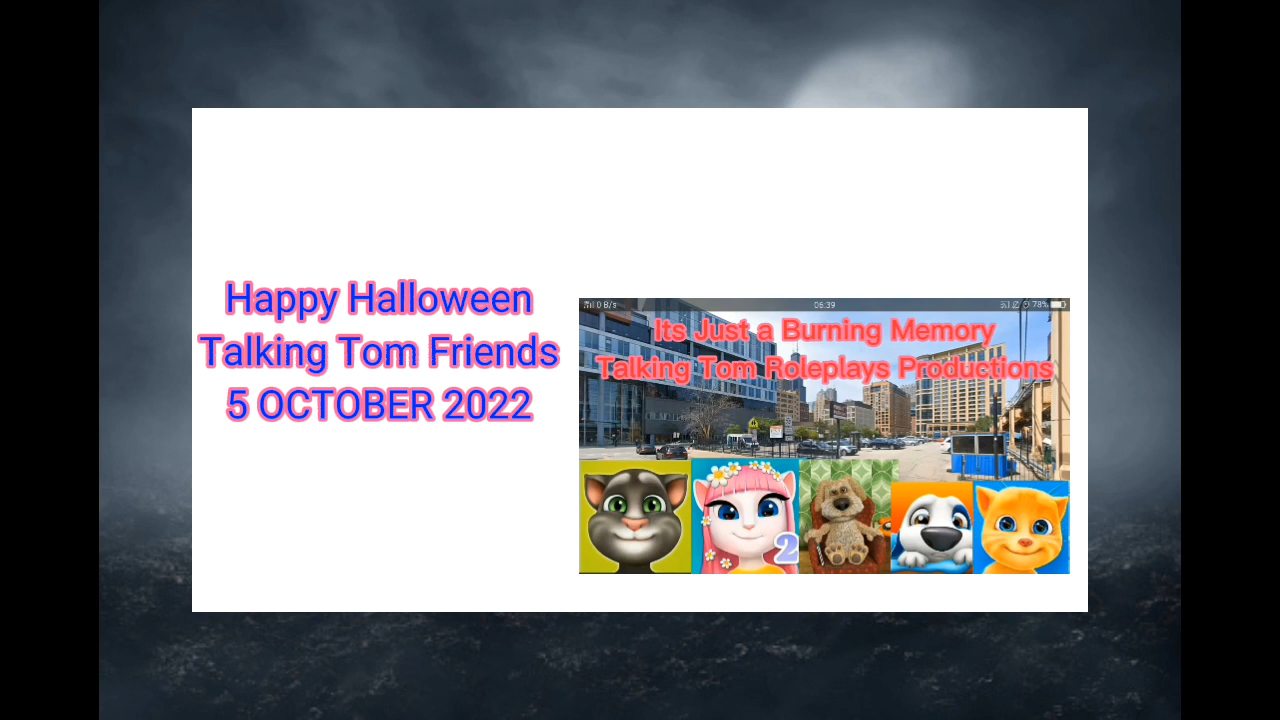 Happy Halloween
Talking Tom Friends
5 OCTOBER 2022
0 B/s 06:39 78%
Its Just a Burning Memory
Talking Tom Roleplays Productions
2